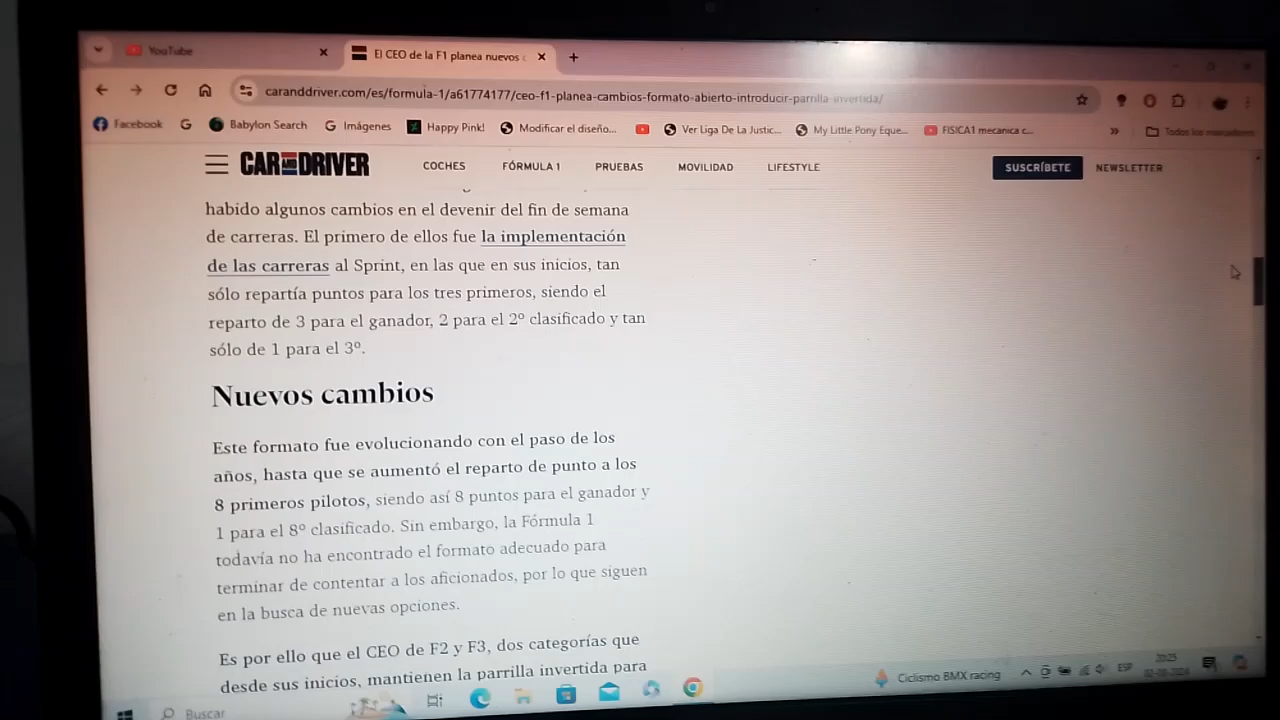 YouTube
El CEO de la F1 planea nuevos c
caranddriver.com/es/formula-1/a61774177/ceo-f1-planea-cambios-formato-abierto-introducir-parrilla-invertida/
Facebook G Babylon Search Imágenes Happy Pink! Modificar el diseño... Ver Liga De La Justic... My Little Pony Eque... FISICA1 mecanica c... » Todos los marcadores
CAR AND DRIVER COCHES FÓRMULA 1 PRUEBAS MOVILIDAD LIFESTYLE SUSCRÍBETE NEWSLETTER
habido algunos cambios en el devenir del fin de semana
de carreras. El primero de ellos fue la implementación
de las carreras al Sprint, en las que en sus inicios, tan
sólo repartía puntos para los tres primeros, siendo el
reparto de 3 para el ganador, 2 para el 2º clasificado y tan
sólo de 1 para el 3º.
Nuevos cambios
Este formato fue evolucionando con el paso de los
años, hasta que se aumentó el reparto de punto a los
8 primeros pilotos, siendo así 8 puntos para el ganador y
1 para el 8º clasificado. Sin embargo, la Fórmula 1
todavía no ha encontrado el formato adecuado para
terminar de contentar a los aficionados, por lo que siguen
en la busca de nuevas opciones.
Es por ello que el CEO de F2 y F3, dos categorías que
desde sus inicios, mantienen la parrilla invertida para
Buscar
Ciclismo BMX racing
ESP